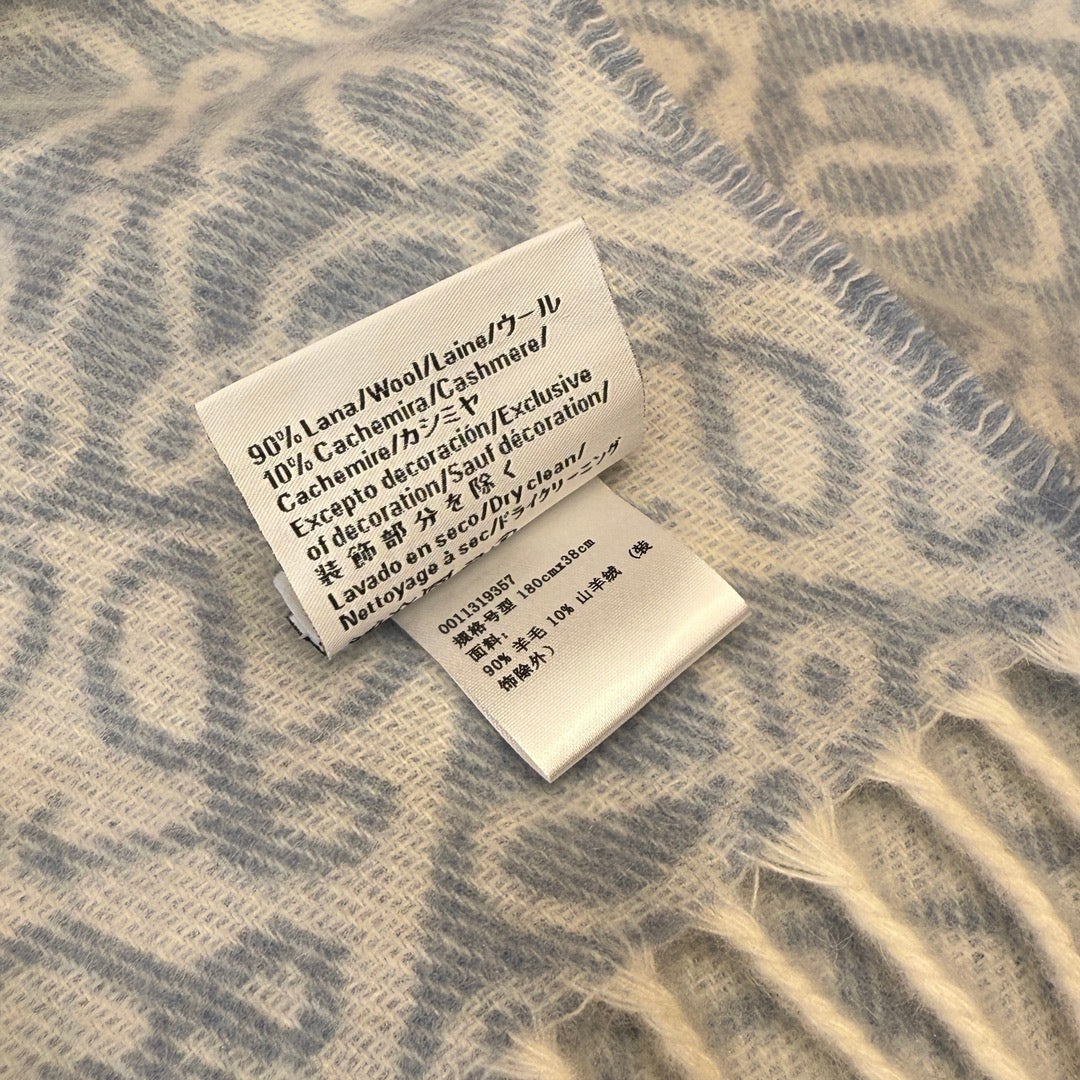 90% Lana/Wool/Laine/ウール
10% Cachemira/Cashmere/
Cachemire/カシミヤ
Excepto decoración/Exclusive
of decoration/Sauf décoration/
装飾部分を除く
Lavado en seco/Dry clean/
Nettoyage à sec/ドライクリーニング
0011319357
规格号型 180cmx38cm
面料:
90% 羊毛 10% 山羊绒 (装
饰除外)